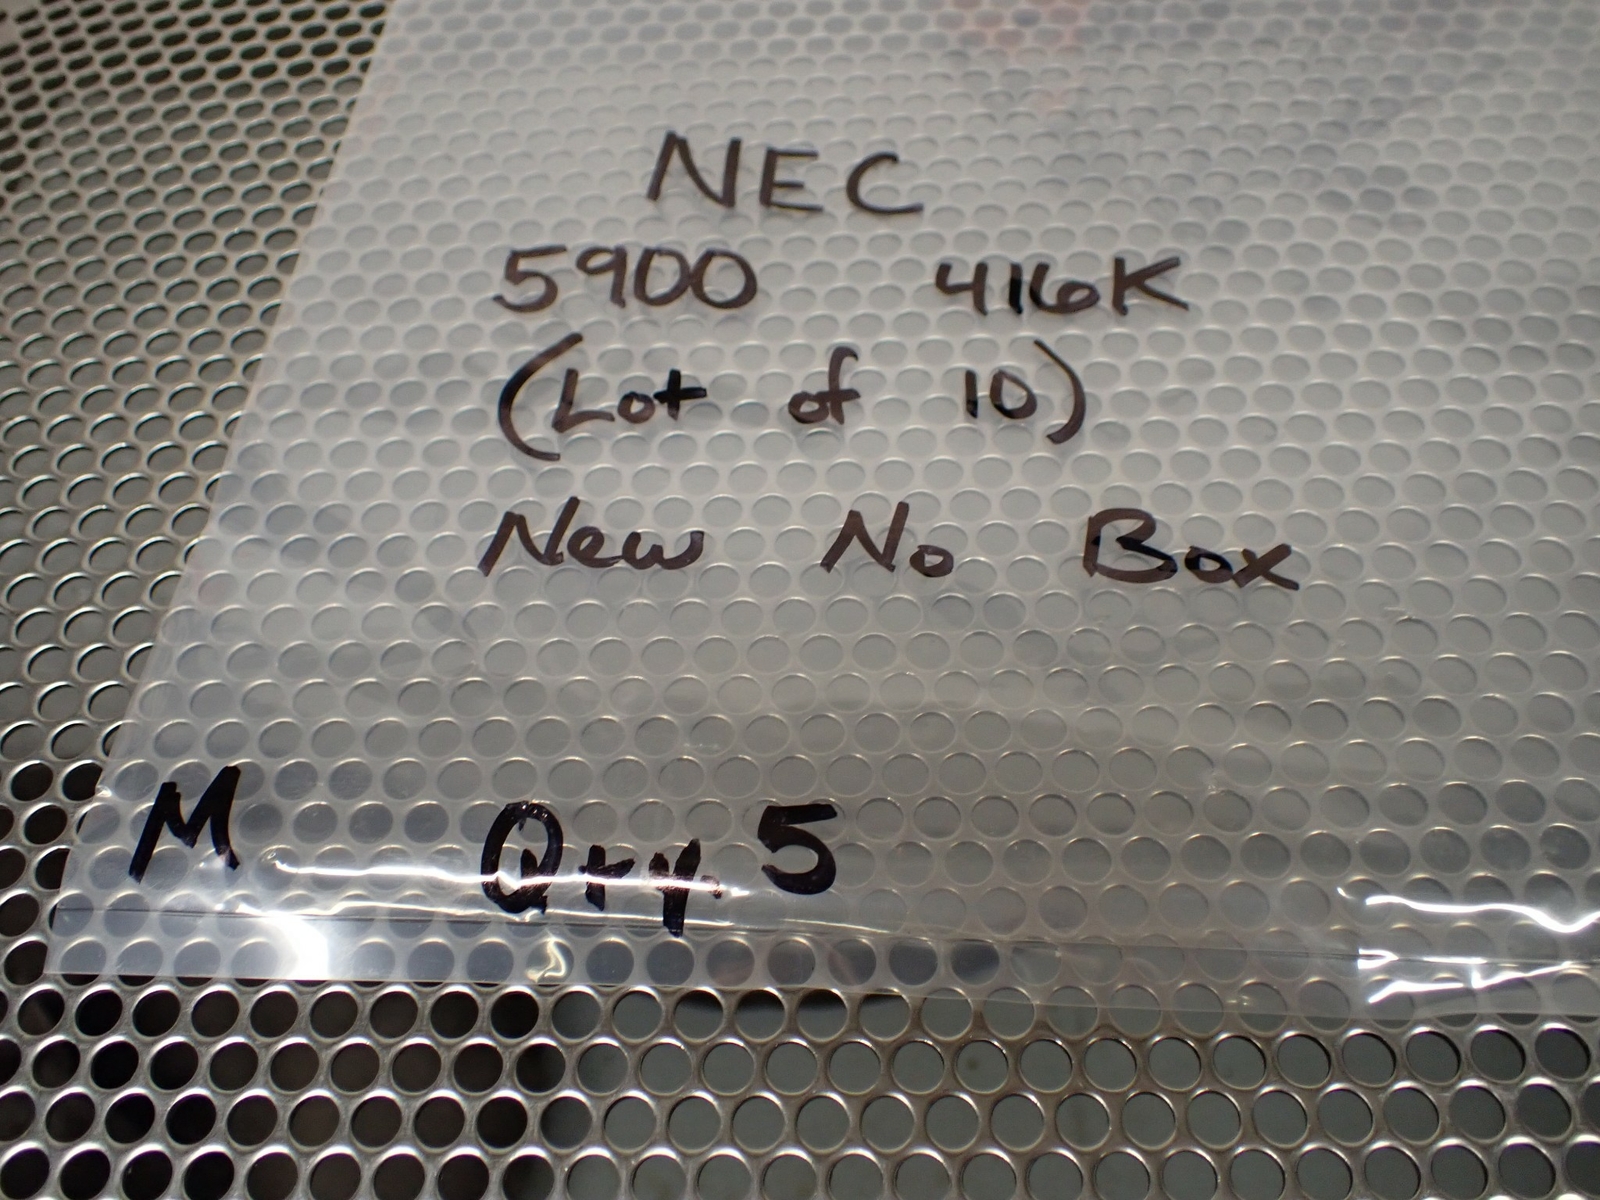 NEC
5900 416K
(Lot of 10)
New No Box
M Qty. 5